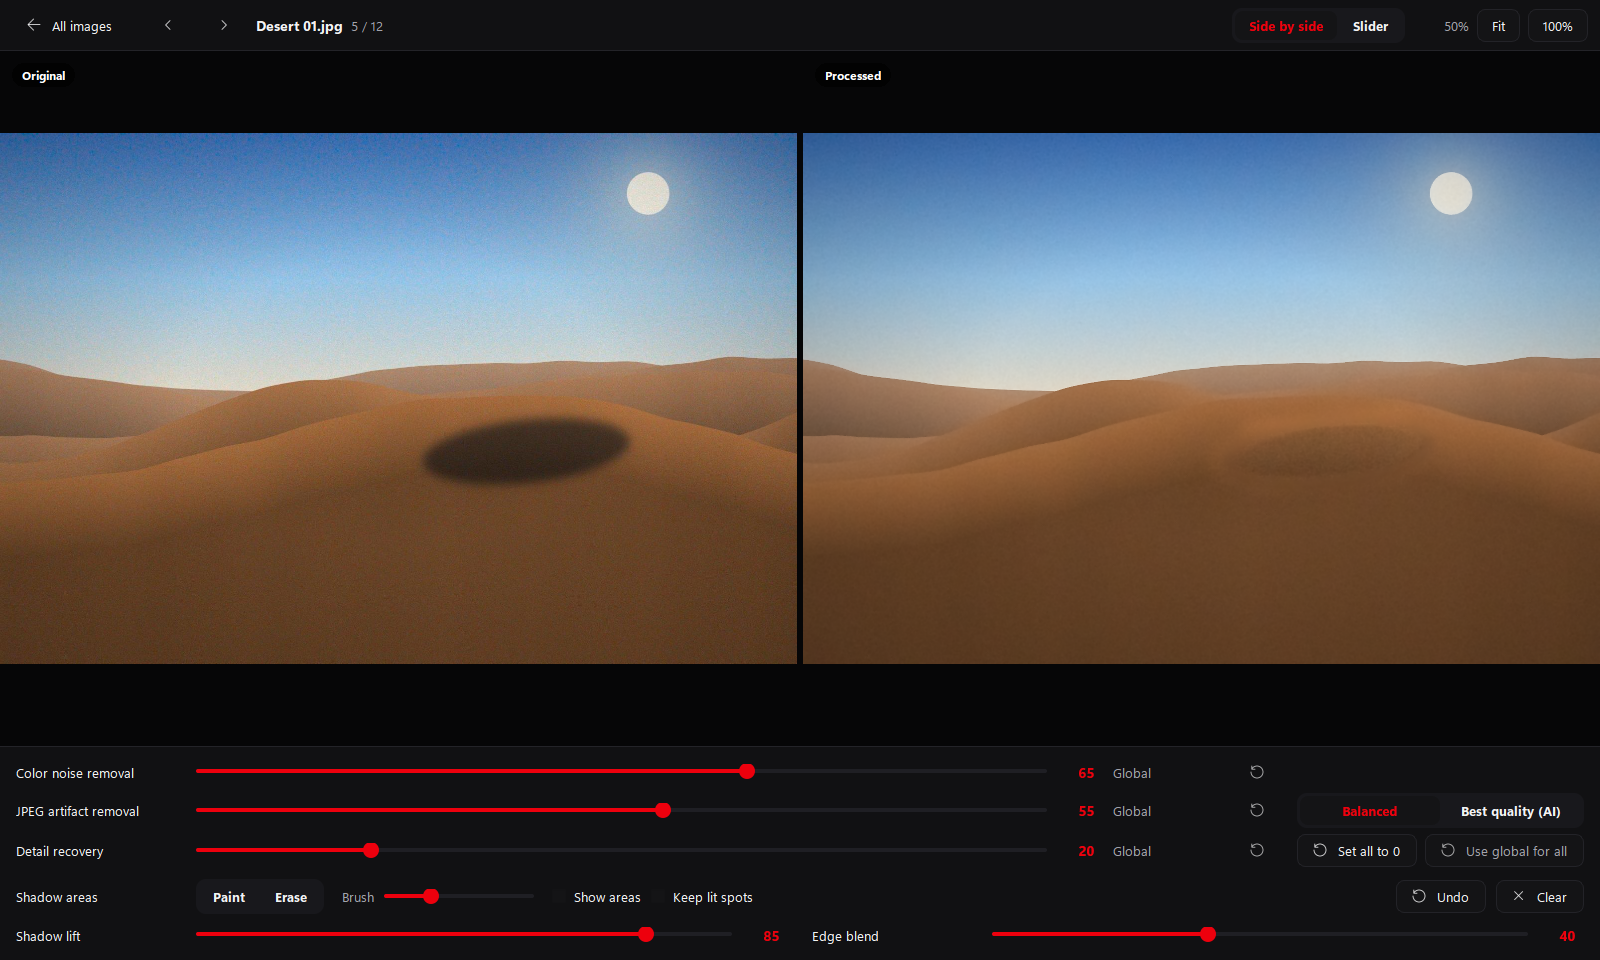 All images
Desert 01.jpg 5 / 12
Side by side Slider
50% Fit 100%
Original
Processed
Color noise removal 65 Global
JPEG artifact removal 55 Global Balanced Best quality (AI)
Detail recovery 20 Global Set all to 0 Use global for all
Shadow areas Paint Erase Brush Show areas Keep lit spots Undo Clear
Shadow lift 85 Edge blend 40